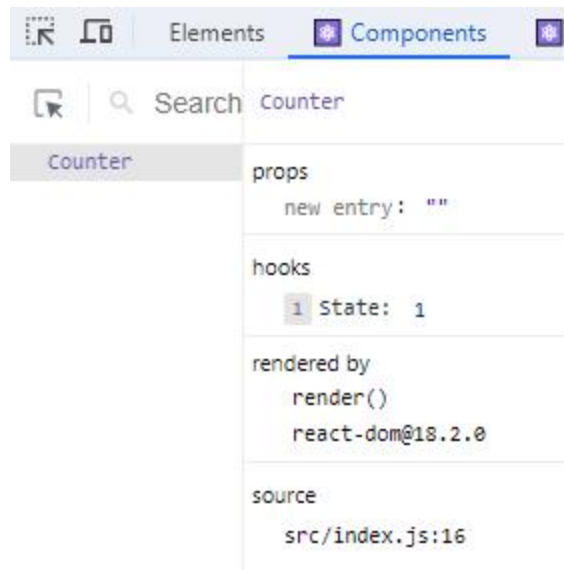 Elements Components
Search Counter
Counter
props
new entry: ""
hooks
1 State: 1
rendered by
render()
react-dom@18.2.0
source
src/index.js:16